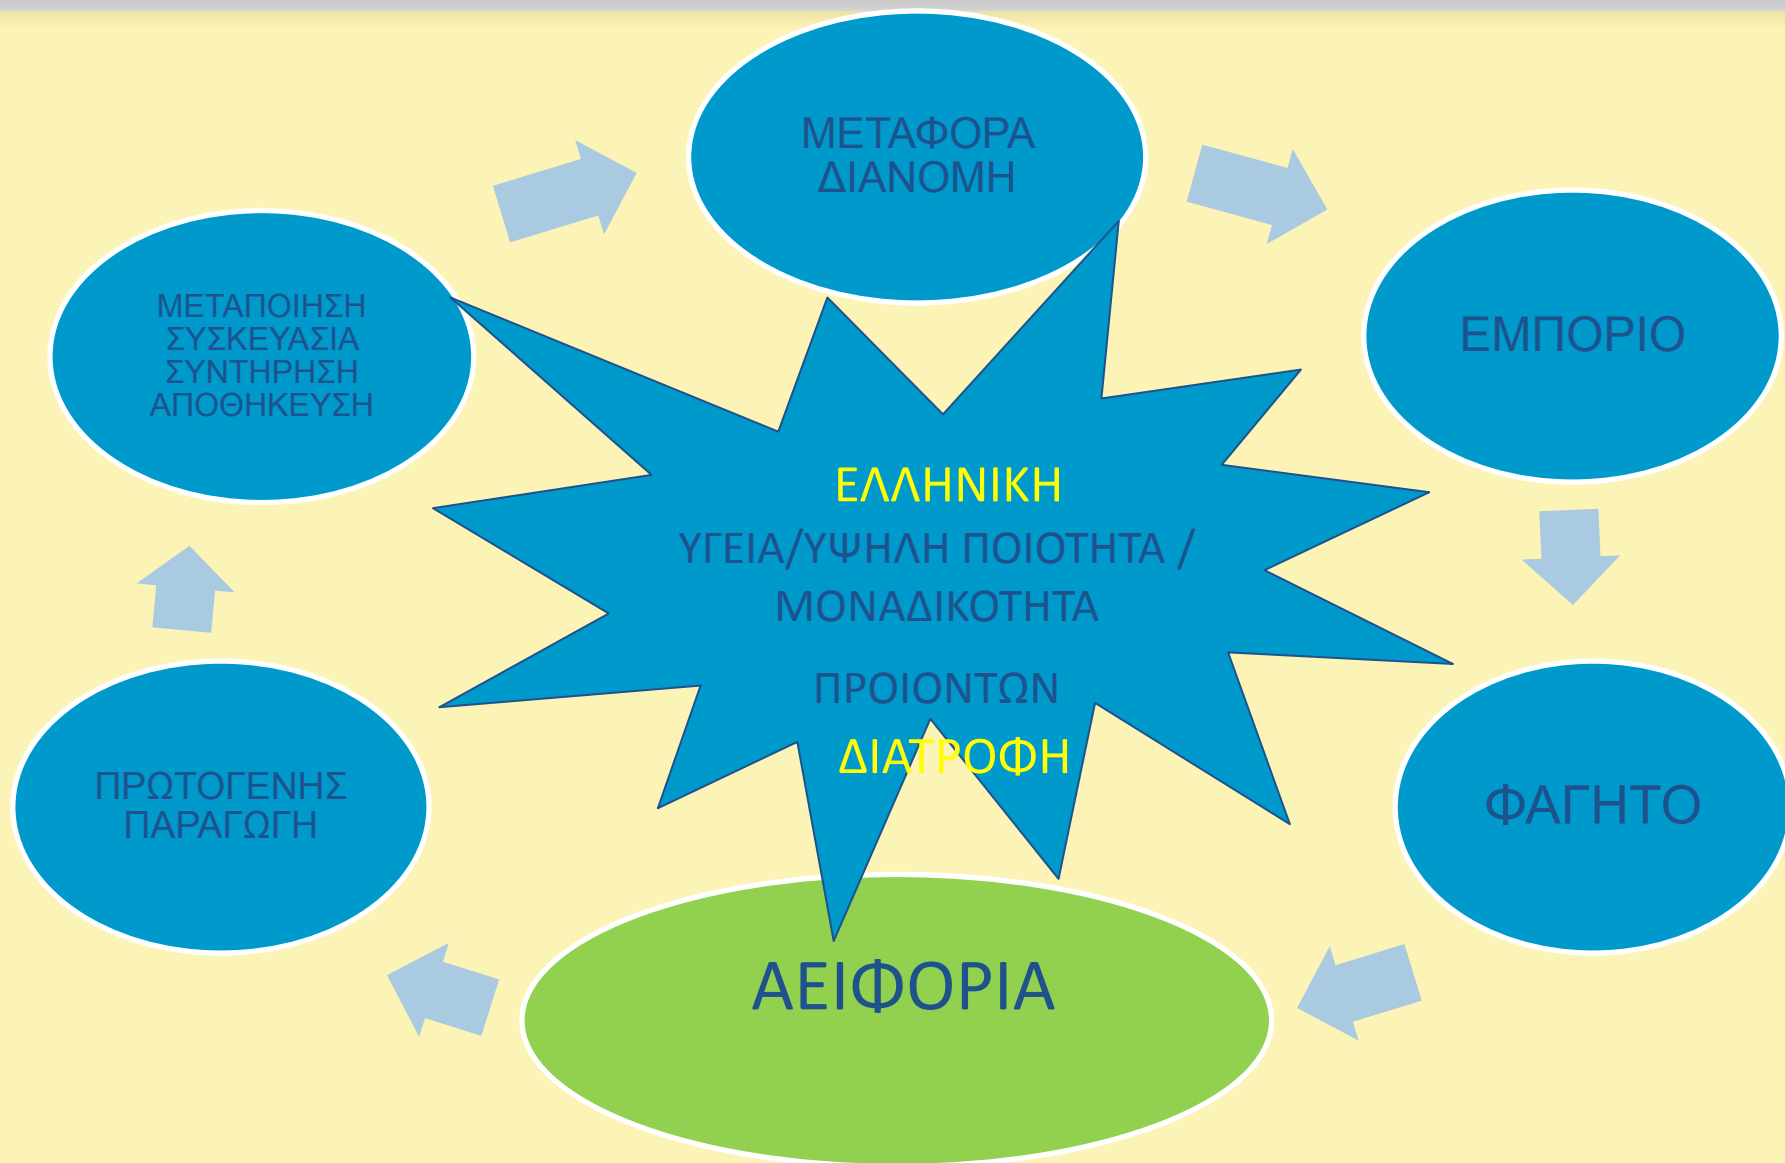 ΜΕΤΑΦΟΡΑ
ΔΙΑΝΟΜΗ
ΕΜΠΟΡΙΟ
ΦΑΓΗΤΟ
ΑΕΙΦΟΡΙΑ
ΠΡΩΤΟΓΕΝΗΣ
ΠΑΡΑΓΩΓΗ
ΜΕΤΑΠΟΙΗΣΗ
ΣΥΣΚΕΥΑΣΙΑ
ΣΥΝΤΗΡΗΣΗ
ΑΠΟΘΗΚΕΥΣΗ
ΕΛΛΗΝΙΚΗ
ΥΓΕΙΑ/ΥΨΗΛΗ ΠΟΙΟΤΗΤΑ /
ΜΟΝΑΔΙΚΟΤΗΤΑ
ΠΡΟΙΟΝΤΩΝ
ΔΙΑΤΡΟΦΗ